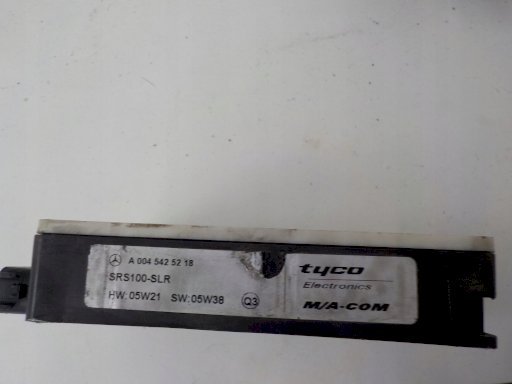 A 004 542 52 18
SRS100-SLR
HW: 05W21 SW: 05W38 Q3
tyco
Electronics
M/A-COM